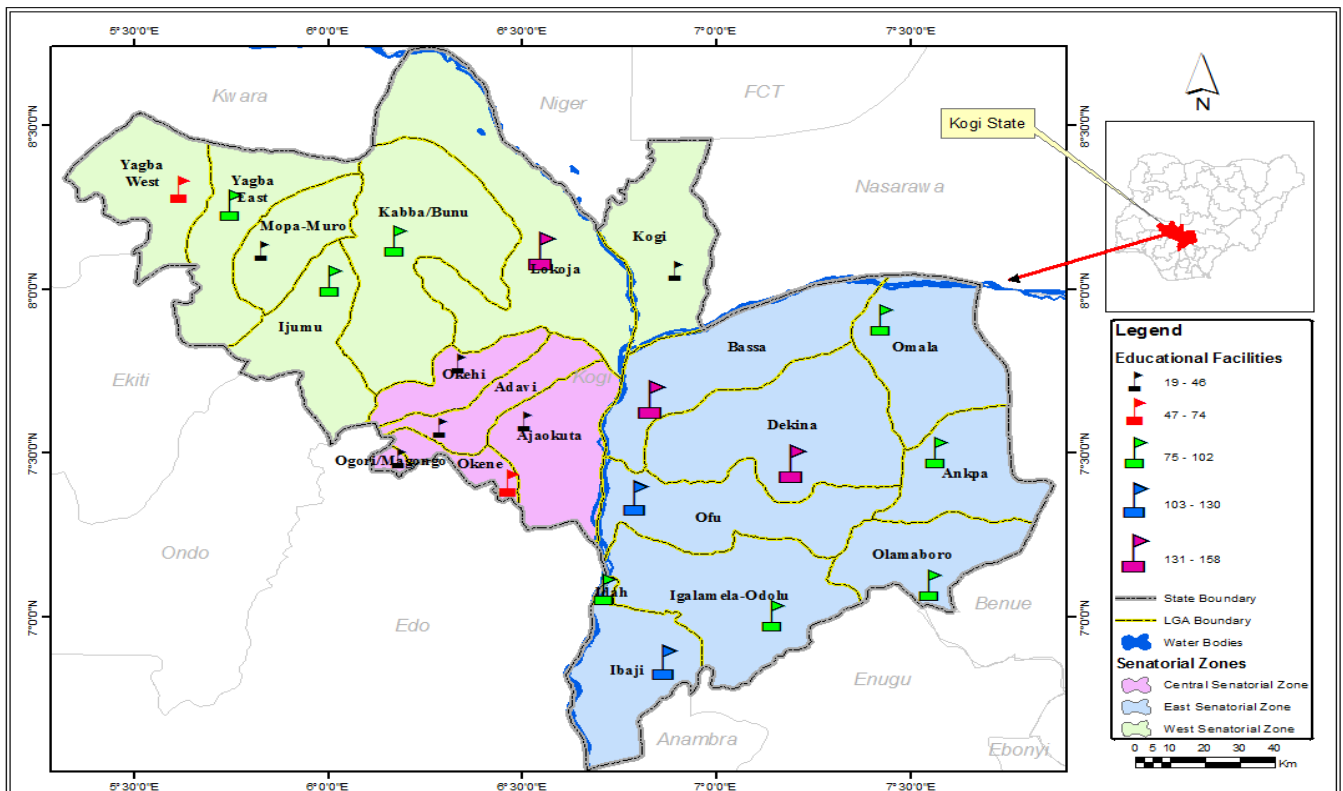 5°30'0"E 6°0'0"E 6°30'0"E 7°0'0"E 7°30'0"E
Kwara
Niger
FCT
N
8°30'0"N
8°30'0"N
Kogi State
Yagba
West
Yagba
East
Nasarawa
Mopa-Muro
Kabba/Bunu
Kogi
Lokoja
8°0'0"N
8°0'0"N
Ijumu
Bassa
Omala
Ekiti
Okehi
Kogi
Adavi
Dekina
Ajaokuta
7°30'0"N
7°30'0"N
Ogori/Magongo
Okene
Ankpa
Ofu
Ondo
Olamaboro
Idah
Igalamela-Odolu
Benue
7°0'0"N
7°0'0"N
Edo
Ibaji
Enugu
Anambra
Ebonyi
Legend
Educational Facilities
19 - 46
47 - 74
75 - 102
103 - 130
131 - 158
State Boundary
LGA Boundary
Water Bodies
Senatorial Zones
Central Senatorial Zone
East Senatorial Zone
West Senatorial Zone
0 5 10 20 30 40
Km
5°30'0"E 6°0'0"E 6°30'0"E 7°0'0"E 7°30'0"E